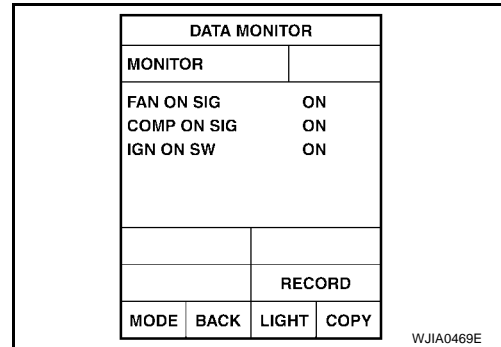 DATA MONITOR
MONITOR
FAN ON SIG ON
COMP ON SIG ON
IGN ON SW ON
RECORD
MODE BACK LIGHT COPY
WJIA0469E